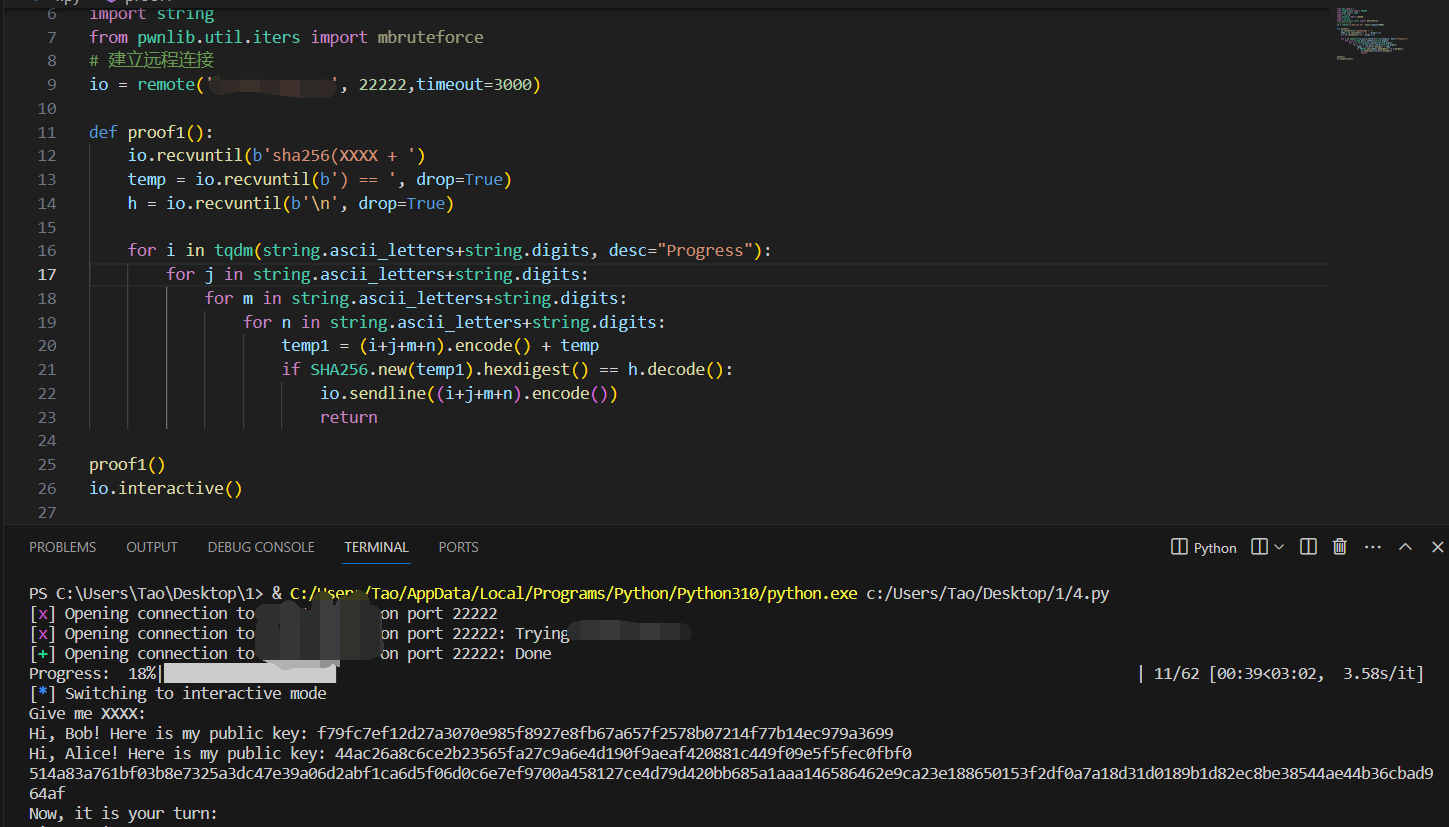 6 import string
7 from pwnlib.util.iters import mbruteforce
8 # 建立远程连接
9 io = remote(' ', 22222,timeout=3000)
10
11 def proof1():
12 io.recvuntil(b'sha256(XXXX + ')
13 temp = io.recvuntil(b') == ', drop=True)
14 h = io.recvuntil(b'\n', drop=True)
15
16 for i in tqdm(string.ascii_letters+string.digits, desc="Progress"):
17 for j in string.ascii_letters+string.digits:
18 for m in string.ascii_letters+string.digits:
19 for n in string.ascii_letters+string.digits:
20 temp1 = (i+j+m+n).encode() + temp
21 if SHA256.new(temp1).hexdigest() == h.decode():
22 io.sendline((i+j+m+n).encode())
23 return
24
25 proof1()
26 io.interactive()
27
PROBLEMS OUTPUT DEBUG CONSOLE TERMINAL PORTS Python
PS C:\Users\Tao\Desktop\1> & C:/Users/Tao/AppData/Local/Programs/Python/Python310/python.exe c:/Users/Tao/Desktop/1/4.py
[x] Opening connection to on port 22222
[x] Opening connection to on port 22222: Trying
[+] Opening connection to on port 22222: Done
Progress: 18%| | 11/62 [00:39<03:02, 3.58s/it]
[*] Switching to interactive mode
Give me XXXX:
Hi, Bob! Here is my public key: f79fc7ef12d27a3070e985f8927e8fb67a657f2578b07214f77b14ec979a3699
Hi, Alice! Here is my public key: 44ac26a8c6ce2b23565fa27c9a6e4d190f9aeaf420881c449f09e5f5fec0fbf0
514a83a761bf03b8e7325a3dc47e39a06d2abf1ca6d5f06d0c6e7ef9700a458127ce4d79d420bb685a1aaa146586462e9ca23e188650153f2df0a7a18d31d0189b1d82ec8be38544ae44b36cbad9
64af
Now, it is your turn: